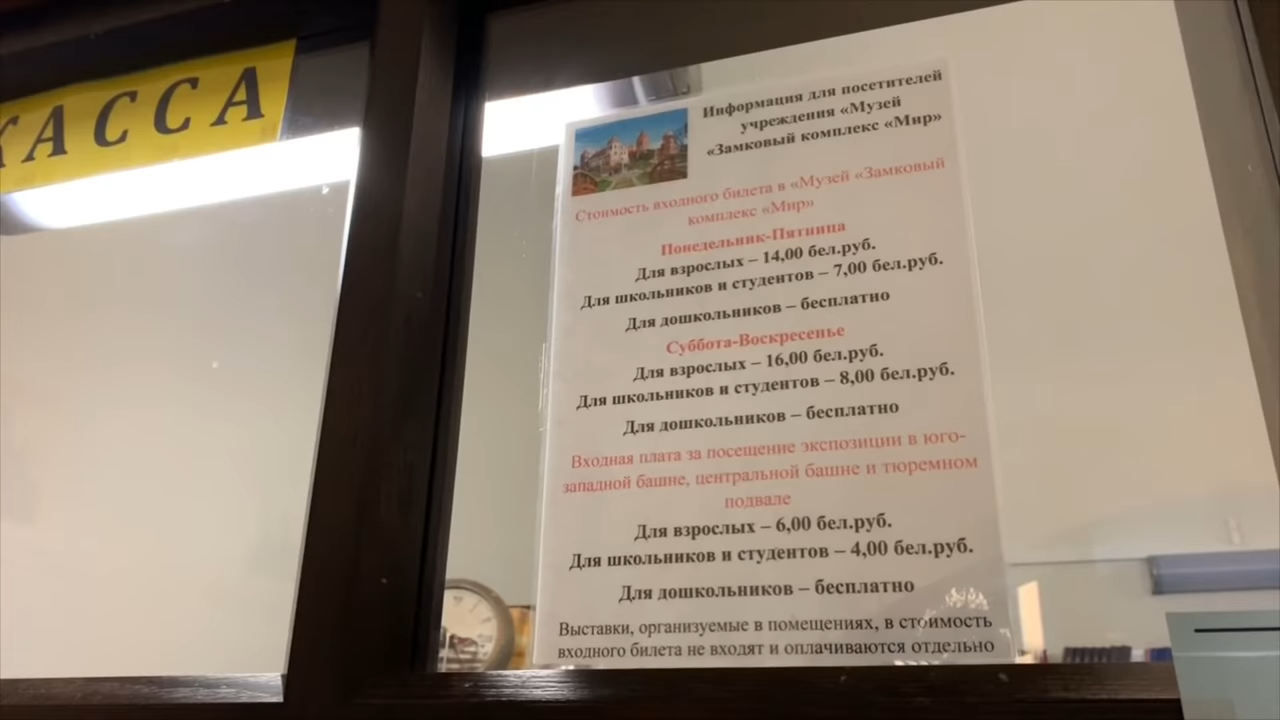 КАССА
Информация для посетителей
учреждения «Музей
«Замковый комплекс «Мир»
Стоимость входного билета в «Музей «Замковый
комплекс «Мир»
Понедельник-Пятница
Для взрослых – 14,00 бел.руб.
Для школьников и студентов – 7,00 бел.руб.
Для дошкольников – бесплатно
Суббота-Воскресенье
Для взрослых – 16,00 бел.руб.
Для школьников и студентов – 8,00 бел.руб.
Для дошкольников – бесплатно
Входная плата за посещение экспозиции в юго-
западной башне, центральной башне и тюремном
подвале
Для взрослых – 6,00 бел.руб.
Для школьников и студентов – 4,00 бел.руб.
Для дошкольников – бесплатно
Выставки, организуемые в помещениях, в стоимость
входного билета не входят и оплачиваются отдельно